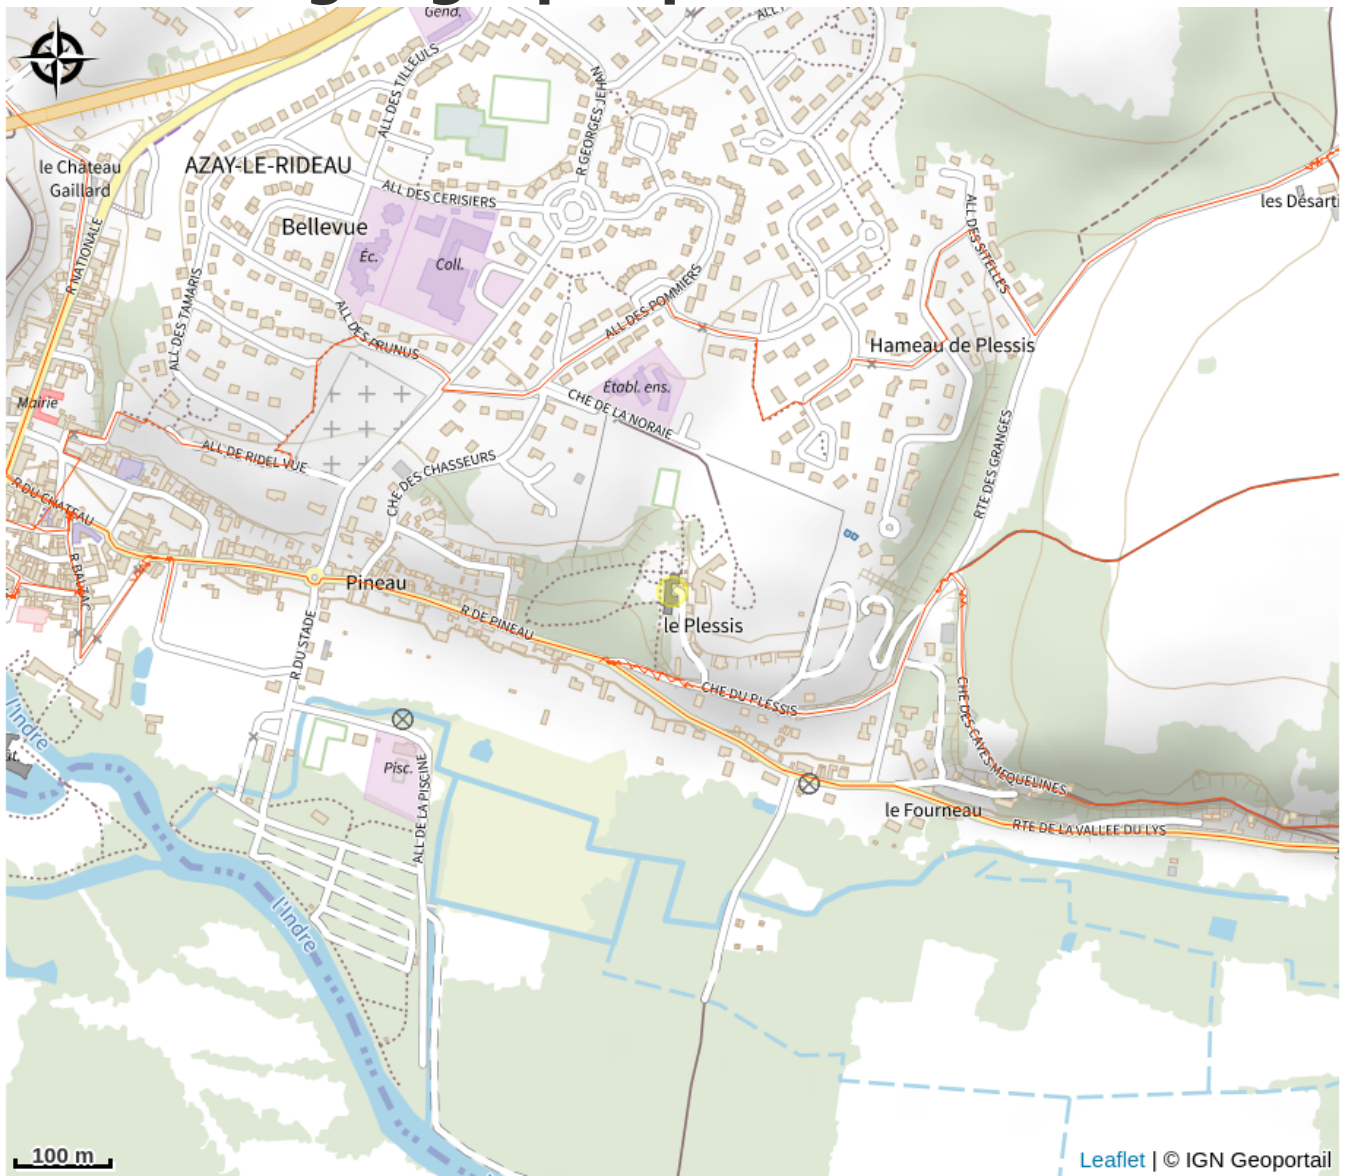 Gend.
ALL DES TILLEULS
R GEORGES JEHAN
le Château
Gaillard
AZAY-LE-RIDEAU
ALL DES CERISIERS
les Désarti
Bellevue
Éc.
Coll.
R NATIONALE
ALL DES TAMARIS
ALL DES SITELLES
ALL DES POMMIERS
ALL DES PRUNUS
Hameau de Plessis
Mairie
Établ. ens.
CHE DE LA NORAIE
ALL DE RIDEL VUE
CHE DES CHASSEURS
RTE DES GRANGES
R DU CHATEAU
R BALZAC
Pineau
R DE PINEAU
le Plessis
R DU STADE
CHE DU PLESSIS
CHE DES CAVES MEQUELINES
l'Indre
Pisc.
ALL DE LA PISCINE
le Fourneau
RTE DE LA VALLEE DU LYS
l'Indre
100 m
Leaflet | © IGN Geoportail